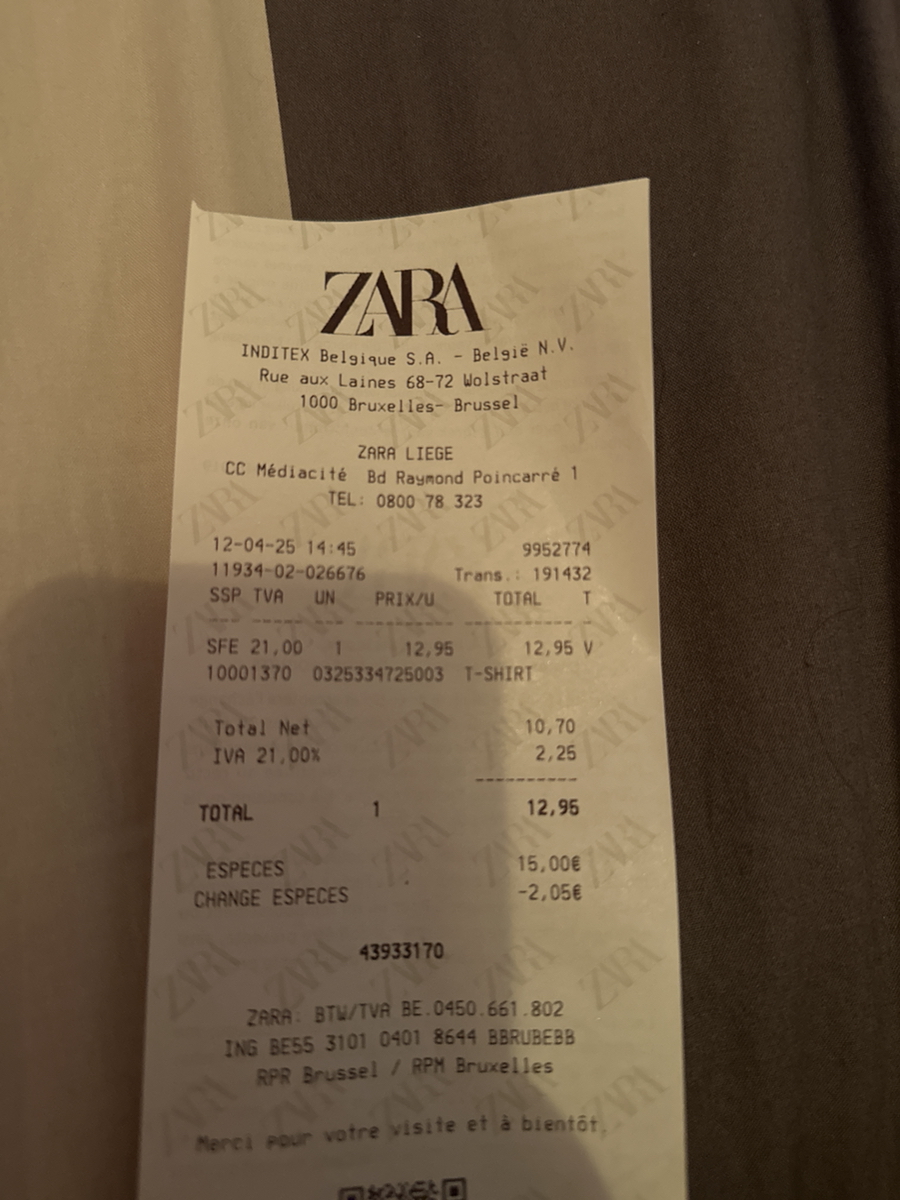 ZARA
INDITEX Belgique S.A. - België N.V.
Rue aux Laines 68-72 Wolstraat
1000 Bruxelles- Brussel
ZARA LIEGE
CC Médiacité Bd Raymond Poincarré 1
TEL: 0800 78 323
12-04-25 14:45 9952774
11934-02-026676 Trans.: 191432
SSP TVA UN PRIX/U TOTAL T
SFE 21,00 1 12,95 12,95 V
10001370 0325334725003 T-SHIRT
Total Net 10,70
IVA 21,00% 2,25
TOTAL 1 12,95
ESPECES 15,00€
CHANGE ESPECES -2,05€
43933170
ZARA: BTW/TVA BE.0450.661.802
ING BE55 3101 0401 8644 BBRUBEBB
RPR Brussel / RPM Bruxelles
Merci pour votre visite et à bientôt.